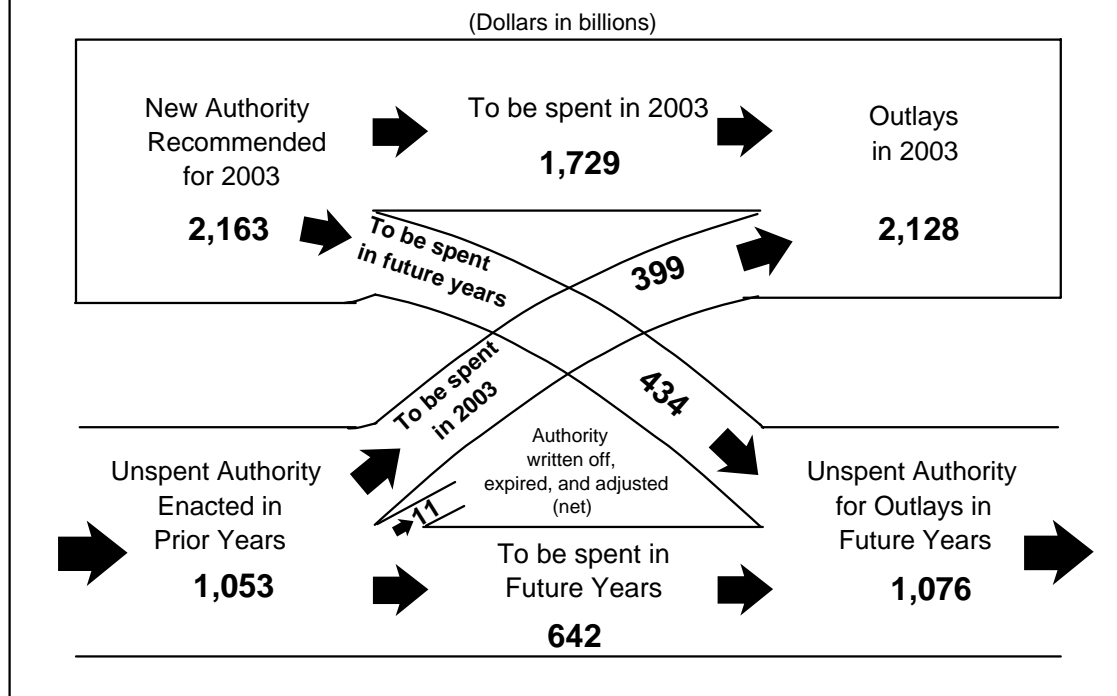 (Dollars in billions)
New Authority
Recommended
for 2003
2,163
To be spent in 2003
1,729
Outlays
in 2003
2,128
To be spent
in future years
399
To be spent
in 2003
434
Authority
written off,
expired, and adjusted
(net)
11
Unspent Authority
Enacted in
Prior Years
1,053
To be spent in
Future Years
642
Unspent Authority
for Outlays in
Future Years
1,076